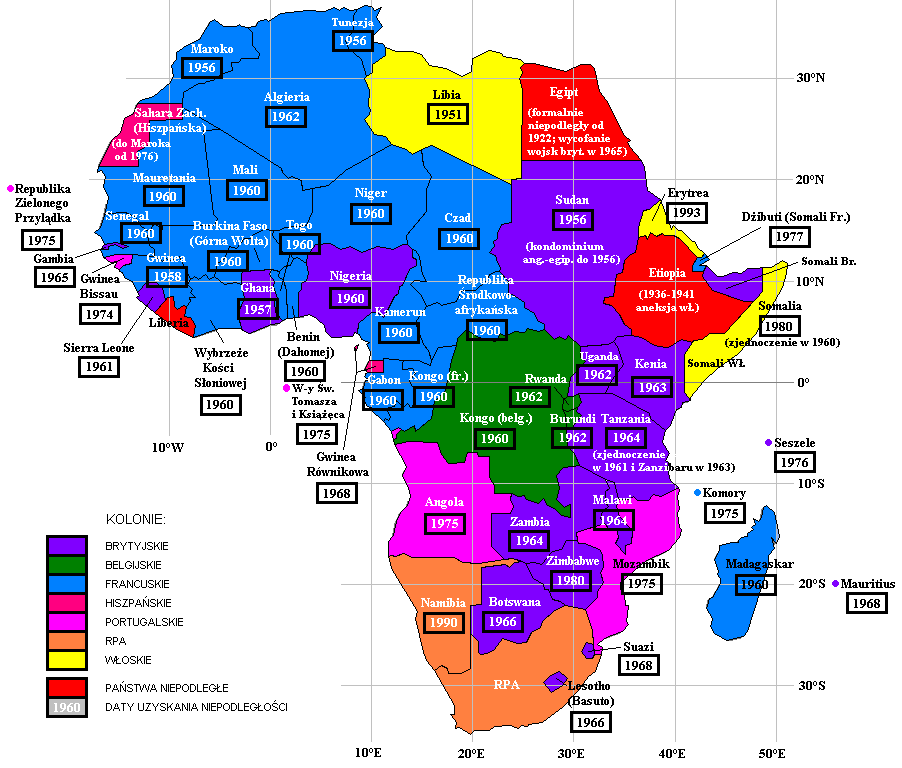 Tunezja
1956
Maroko
1956
30°N
Algieria
1962
Libia
1951
Egipt
(formalnie
niepodległy od
1922; wycofanie
wojsk bryt. w 1965)
Sahara Zach.
(Hiszpańska)
(do Maroka
od 1976)
Mauretania
1960
Mali
1960
Niger
1960
20°N
Republika
Zielonego
Przylądka
1975
Senegal
1960
Burkina Faso
(Górna Wolta)
1960
Togo
1960
Czad
1960
Sudan
1956
(kondominium
ang.-egip. do 1956)
Erytrea
1993
Dżibuti (Somali Fr.)
1977
Gambia
1965
Gwinea
1958
Gwinea
Bissau
1974
Ghana
1957
Nigeria
1960
Republika
Środkowo-
afrykańska
1960
Etiopia
(1936-1941
aneksja wł.)
Somali Br.
10°N
Somalia
1980
(zjednoczenie w 1960)
Somali Wł.
Liberia
Sierra Leone
1961
Wybrzeże
Kości
Słoniowej
1960
Benin
(Dahomej)
1960
Kamerun
1960
Uganda
1962
Kenia
1963
0°
W-y Św.
Tomasza
i Książęca
1975
Gabon
1960
Kongo (fr.)
1960
Rwanda
1962
Kongo (belg.)
1960
Burundi
1962
Tanzania
1964
(zjednoczenie
w 1961 i Zanzibaru w 1963)
Seszele
1976
10°W
0°
Gwinea
Równikowa
1968
10°S
Angola
1975
Zambia
1964
Malawi
1964
Komory
1975
Zimbabwe
1980
Mozambik
1975
Madagaskar
1960
20°S
Mauritius
1968
Namibia
1990
Botswana
1966
Suazi
1968
RPA
Lesotho
(Basuto)
1966
30°S
KOLONIE:
BRYTYJSKIE
BELGIJSKIE
FRANCUSKIE
HISZPAŃSKIE
PORTUGALSKIE
RPA
WŁOSKIE
PAŃSTWA NIEPODLEGŁE
1960 DATY UZYSKANIA NIEPODLEGŁOŚCI
10°E
20°E
30°E
40°E
50°E